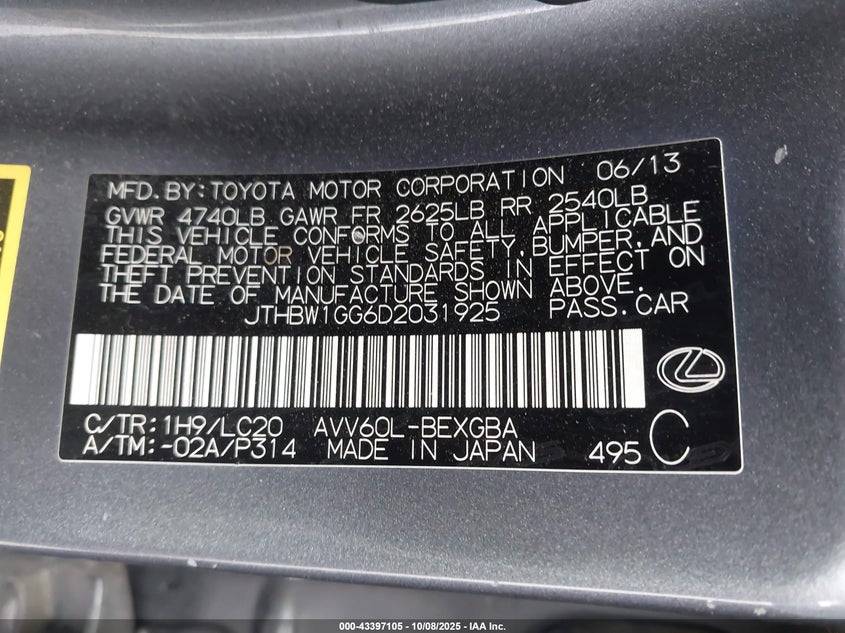 MFD. BY: TOYOTA MOTOR CORPORATION 06/13
GVWR 4740LB GAWR FR 2625LB RR 2540LB
THIS VEHICLE CONFORMS TO ALL APPLICABLE
FEDERAL MOTOR VEHICLE SAFETY, BUMPER, AND
THEFT PREVENTION STANDARDS IN EFFECT ON
THE DATE OF MANUFACTURE SHOWN ABOVE.
JTHBW1GG6D2031925 PASS. CAR
C/TR: 1H9/LC20 AVV60L-BEXGBA
A/TM: -02A/P314 MADE IN JAPAN 495 C
000-43397105 | 10/08/2025 - IAA Inc.